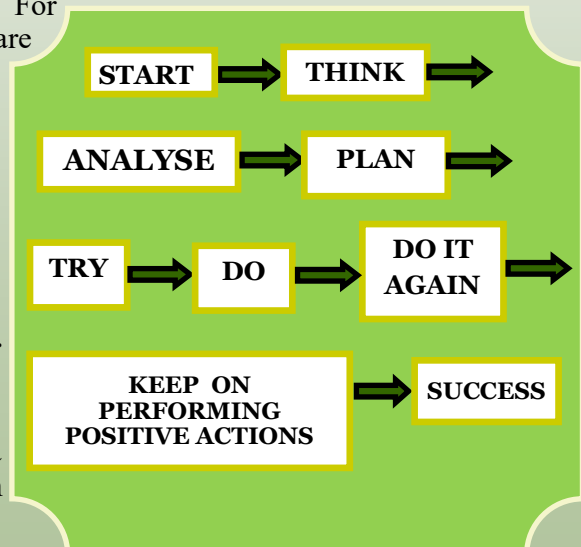 For
are
START THINK
ANALYSE PLAN
TRY DO DO IT
AGAIN
KEEP ON
PERFORMING
POSITIVE ACTIONS
SUCCESS